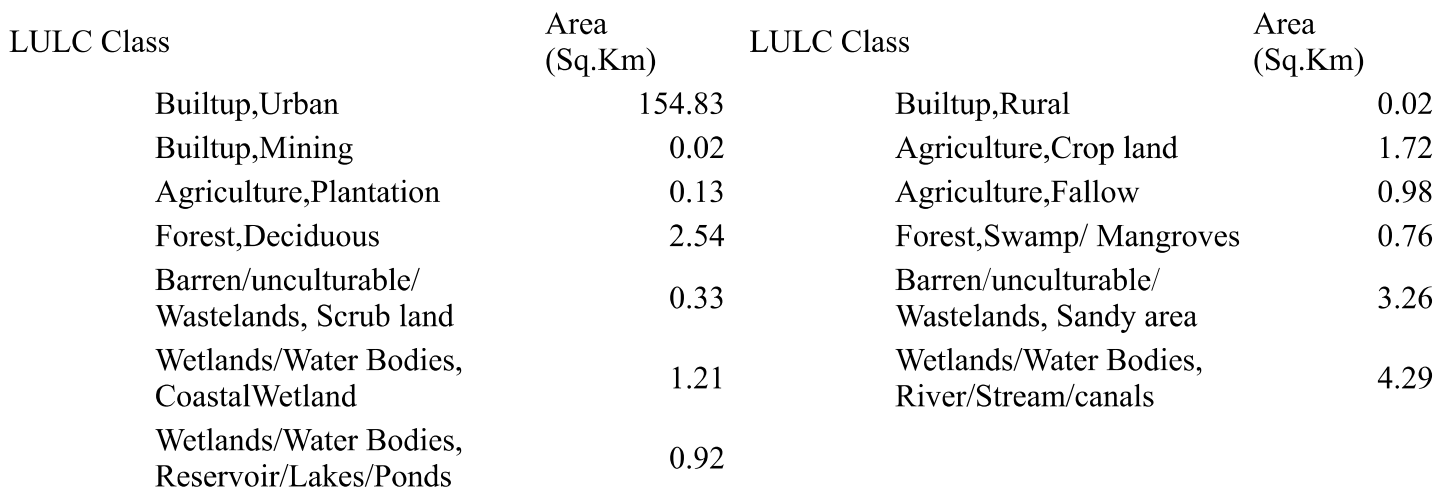 LULC Class Area (Sq.Km) LULC Class Area (Sq.Km)
Builtup,Urban 154.83 Builtup,Rural 0.02
Builtup,Mining 0.02 Agriculture,Crop land 1.72
Agriculture,Plantation 0.13 Agriculture,Fallow 0.98
Forest,Deciduous 2.54 Forest,Swamp/ Mangroves 0.76
Barren/unculturable/ Wastelands, Scrub land 0.33 Barren/unculturable/ Wastelands, Sandy area 3.26
Wetlands/Water Bodies, CoastalWetland 1.21 Wetlands/Water Bodies, River/Stream/canals 4.29
Wetlands/Water Bodies, Reservoir/Lakes/Ponds 0.92